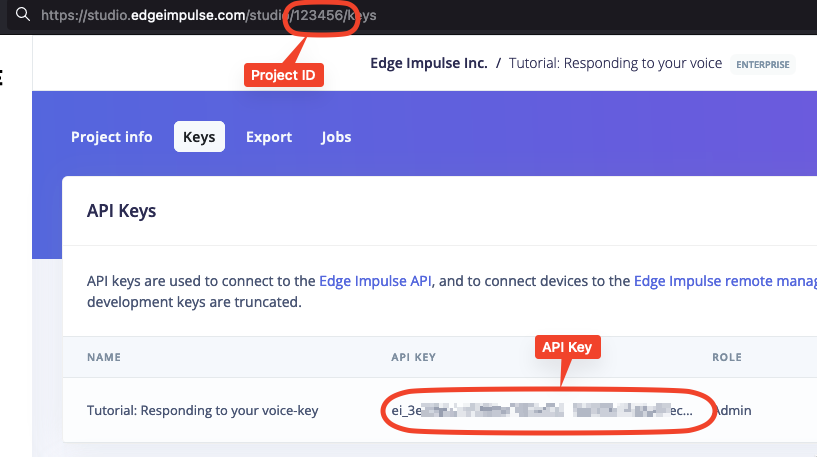 https://studio.edgeimpulse.com/studio/123456/keys
Project ID
Edge Impulse Inc. / Tutorial: Responding to your voice ENTERPRISE
Project info Keys Export Jobs
API Keys
API keys are used to connect to the Edge Impulse API, and to connect devices to the Edge Impulse remote manag
development keys are truncated.
API Key
NAME API KEY ROLE
Tutorial: Responding to your voice-key ei_3e ec... Admin